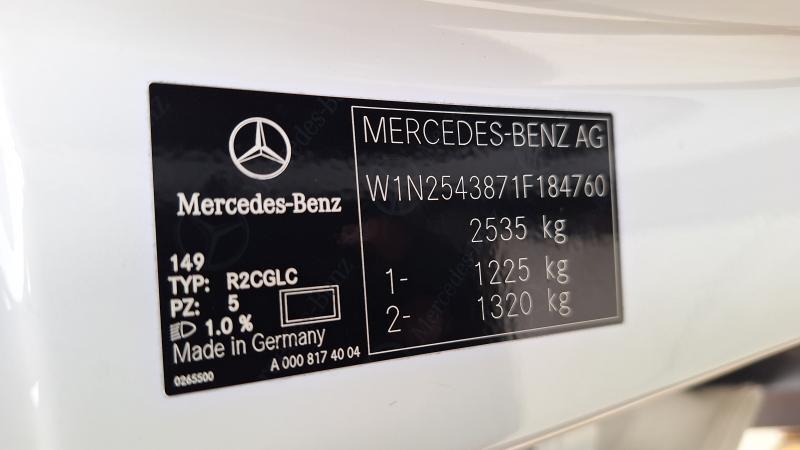 Mercedes-Benz
149
TYP: R2CGLC
PZ: 5
1.0 %
Made in Germany
0265500
A 000 817 40 04
MERCEDES-BENZ AG
W1N2543871F184760
2535 kg
1- 1225 kg
2- 1320 kg